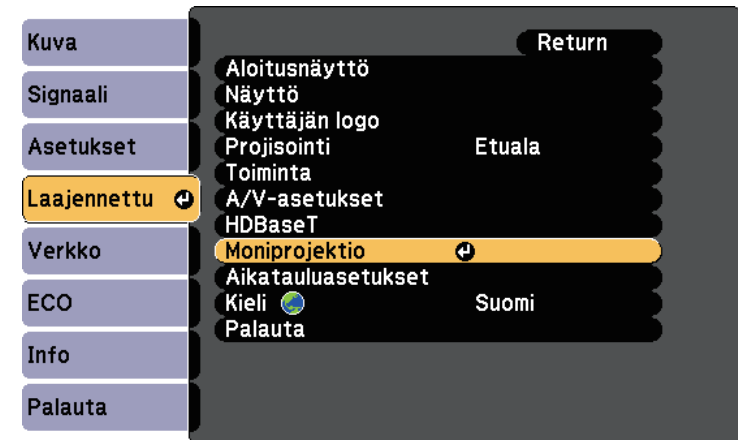 Kuva
Signaali
Asetukset
Laajennettu
Verkko
ECO
Info
Palauta
Return
Aloitusnäyttö
Näyttö
Käyttäjän logo
Projisointi Etuala
Toiminta
A/V-asetukset
HDBaseT
Moniprojektio
Aikatauluasetukset
Kieli Suomi
Palauta